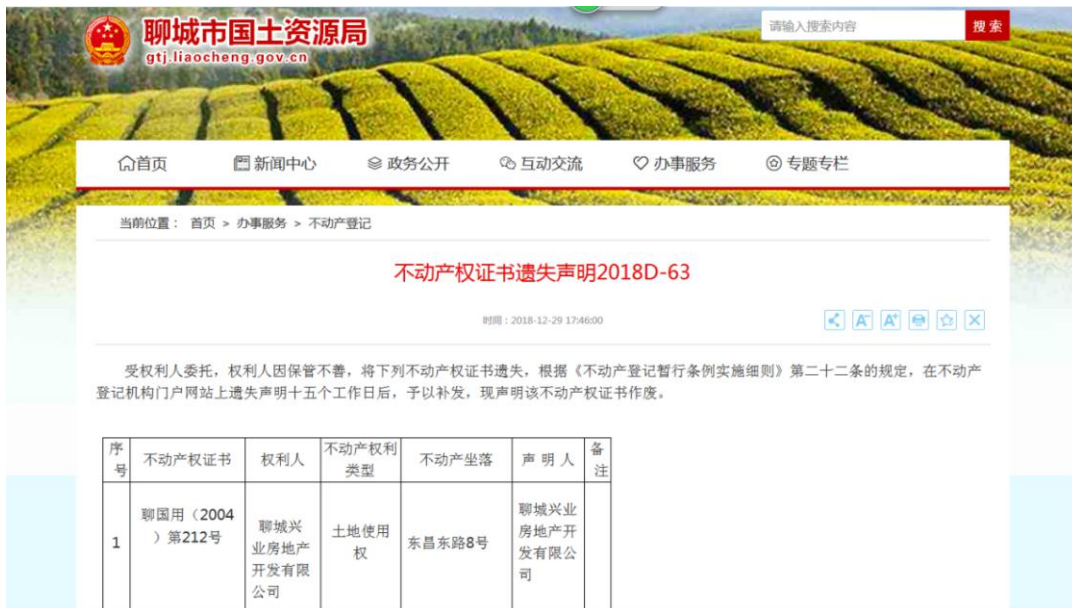 聊城市国土资源局
gtj.liaocheng.gov.cn
请输入搜索内容
搜 索
首页
新闻中心
政务公开
互动交流
办事服务
专题专栏
当前位置： 首页 > 办事服务 > 不动产登记
不动产权证书遗失声明2018D-63
时间：2018-12-29 17:46:00
A-
A+
受权利人委托，权利人因保管不善，将下列不动产权证书遗失，根据《不动产登记暂行条例实施细则》第二十二条的规定，在不动产
登记机构门户网站上遗失声明十五个工作日后，予以补发，现声明该不动产权证书作废。
序
号
不动产权证书
权利人
不动产权利
类型
不动产坐落
声 明 人
备
注
1
聊国用（2004
）第212号
聊城兴
业房地产
开发有限
公司
土地使用
权
东昌东路8号
聊城兴业
房地产开
发有限公
司